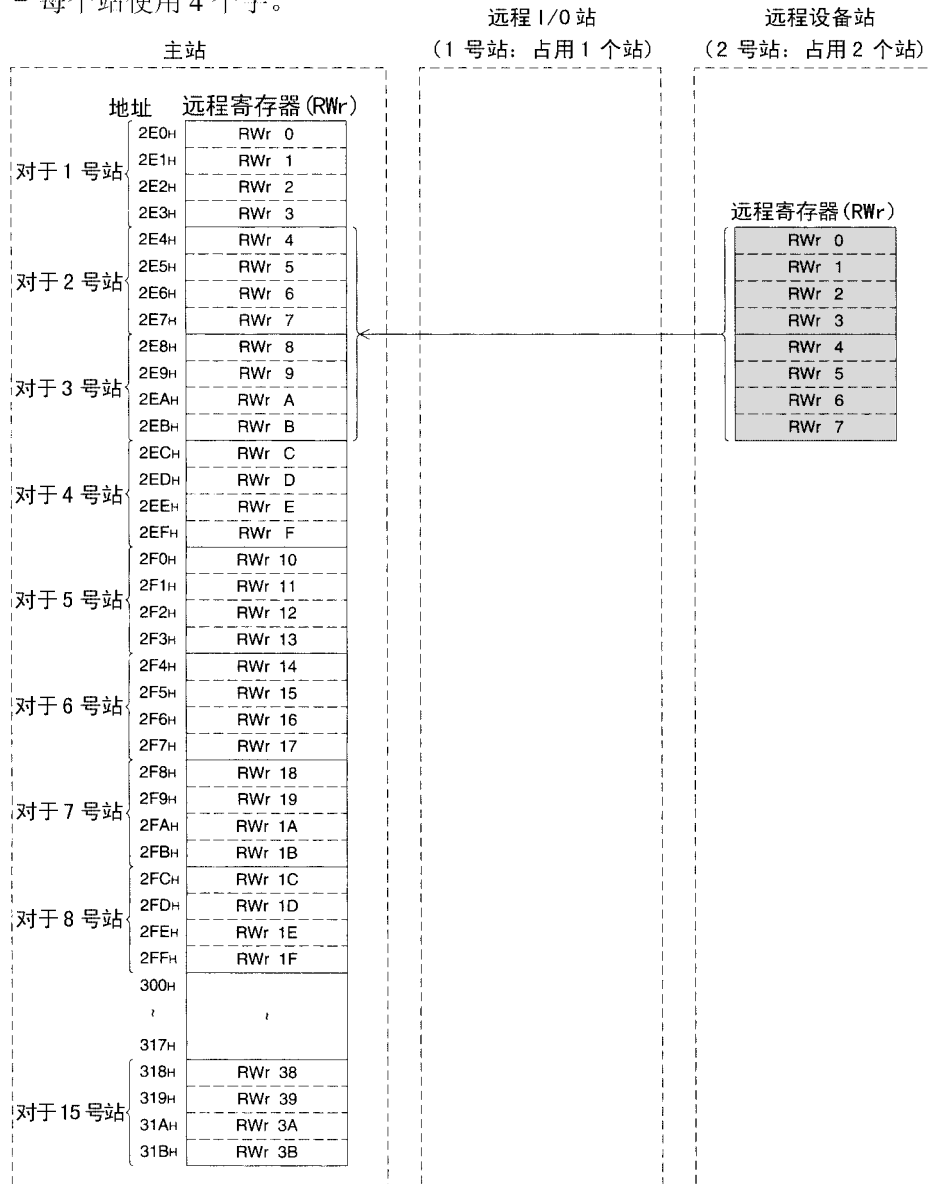 - 每个站使用 4 个字。
远程 I/O 站
(1 号站: 占用 1 个站)
远程设备站
(2 号站: 占用 2 个站)
主站
地址 远程寄存器(RWr)
对于 1 号站
2E0H RWr 0
2E1H RWr 1
2E2H RWr 2
2E3H RWr 3
对于 2 号站
2E4H RWr 4
2E5H RWr 5
2E6H RWr 6
2E7H RWr 7
对于 3 号站
2E8H RWr 8
2E9H RWr 9
2EAH RWr A
2EBH RWr B
对于 4 号站
2ECH RWr C
2EDH RWr D
2EEH RWr E
2EFH RWr F
对于 5 号站
2F0H RWr 10
2F1H RWr 11
2F2H RWr 12
2F3H RWr 13
对于 6 号站
2F4H RWr 14
2F5H RWr 15
2F6H RWr 16
2F7H RWr 17
对于 7 号站
2F8H RWr 18
2F9H RWr 19
2FAH RWr 1A
2FBH RWr 1B
对于 8 号站
2FCH RWr 1C
2FDH RWr 1D
2FEH RWr 1E
2FFH RWr 1F
300H
~ ~
317H
对于 15 号站
318H RWr 38
319H RWr 39
31AH RWr 3A
31BH RWr 3B
远程寄存器(RWr)
RWr 0
RWr 1
RWr 2
RWr 3
RWr 4
RWr 5
RWr 6
RWr 7